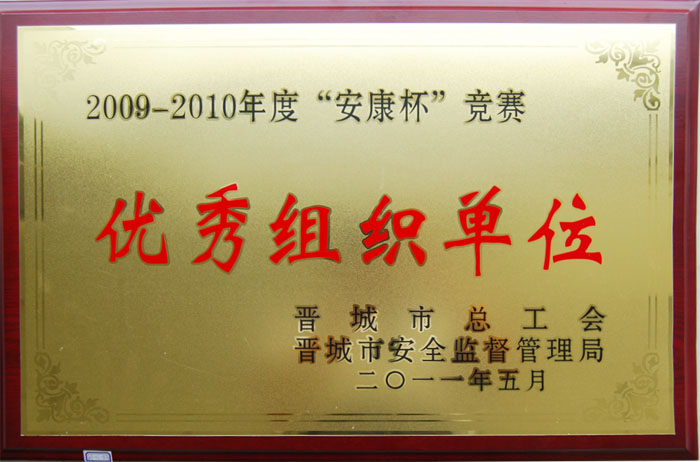 2009-2010年度“安康杯”竞赛
优秀组织单位
晋城市总工会
晋城市安全监督管理局
二〇一一年五月